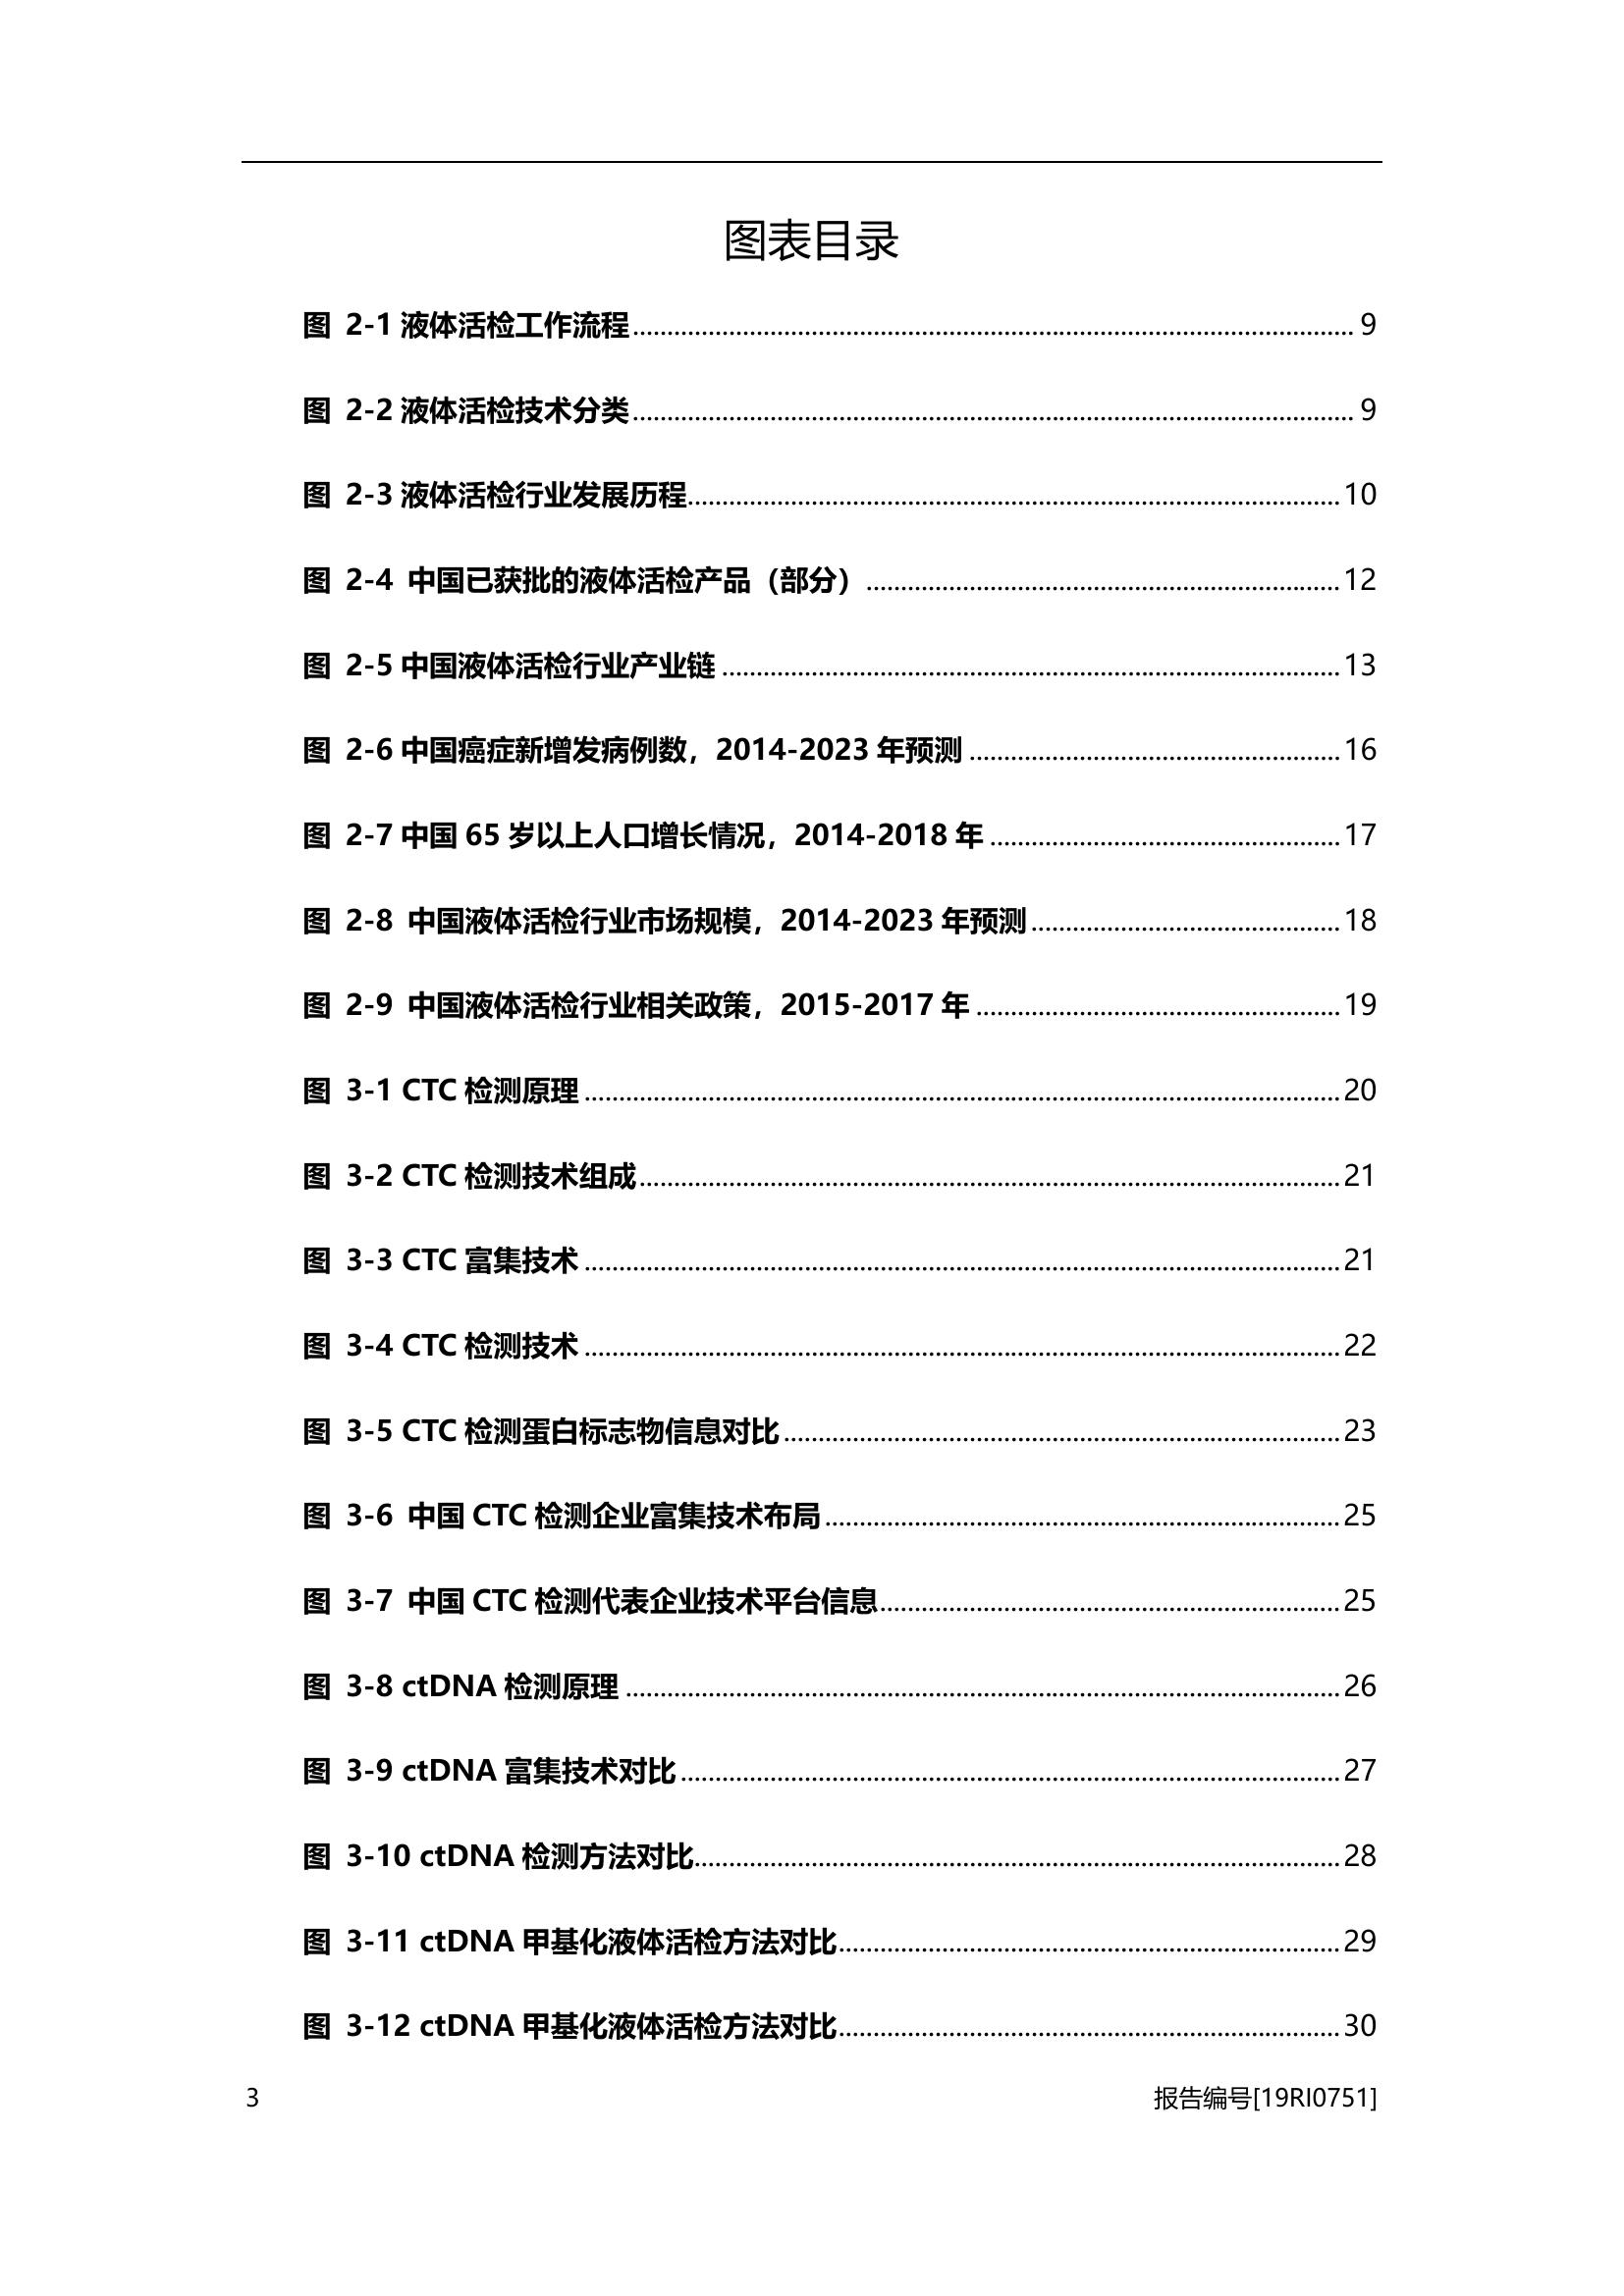 图表目录
图 2-1 液体活检工作流程........................................ 9
图 2-2 液体活检技术分类........................................ 9
图 2-3 液体活检行业发展历程........................................ 10
图 2-4 中国已获批的液体活检产品（部分）........................................ 12
图 2-5 中国液体活检行业产业链........................................ 13
图 2-6 中国癌症新增发病例数，2014-2023 年预测........................................ 16
图 2-7 中国 65 岁以上人口增长情况，2014-2018 年........................................ 17
图 2-8 中国液体活检行业市场规模，2014-2023 年预测........................................ 18
图 2-9 中国液体活检行业相关政策，2015-2017 年........................................ 19
图 3-1 CTC 检测原理........................................ 20
图 3-2 CTC 检测技术组成........................................ 21
图 3-3 CTC 富集技术........................................ 21
图 3-4 CTC 检测技术........................................ 22
图 3-5 CTC 检测蛋白标志物信息对比........................................ 23
图 3-6 中国 CTC 检测企业富集技术布局........................................ 25
图 3-7 中国 CTC 检测代表企业技术平台信息........................................ 25
图 3-8 ctDNA 检测原理........................................ 26
图 3-9 ctDNA 富集技术对比........................................ 27
图 3-10 ctDNA 检测方法对比........................................ 28
图 3-11 ctDNA 甲基化液体活检方法对比........................................ 29
图 3-12 ctDNA 甲基化液体活检方法对比........................................ 30
3 报告编号[19RI0751]